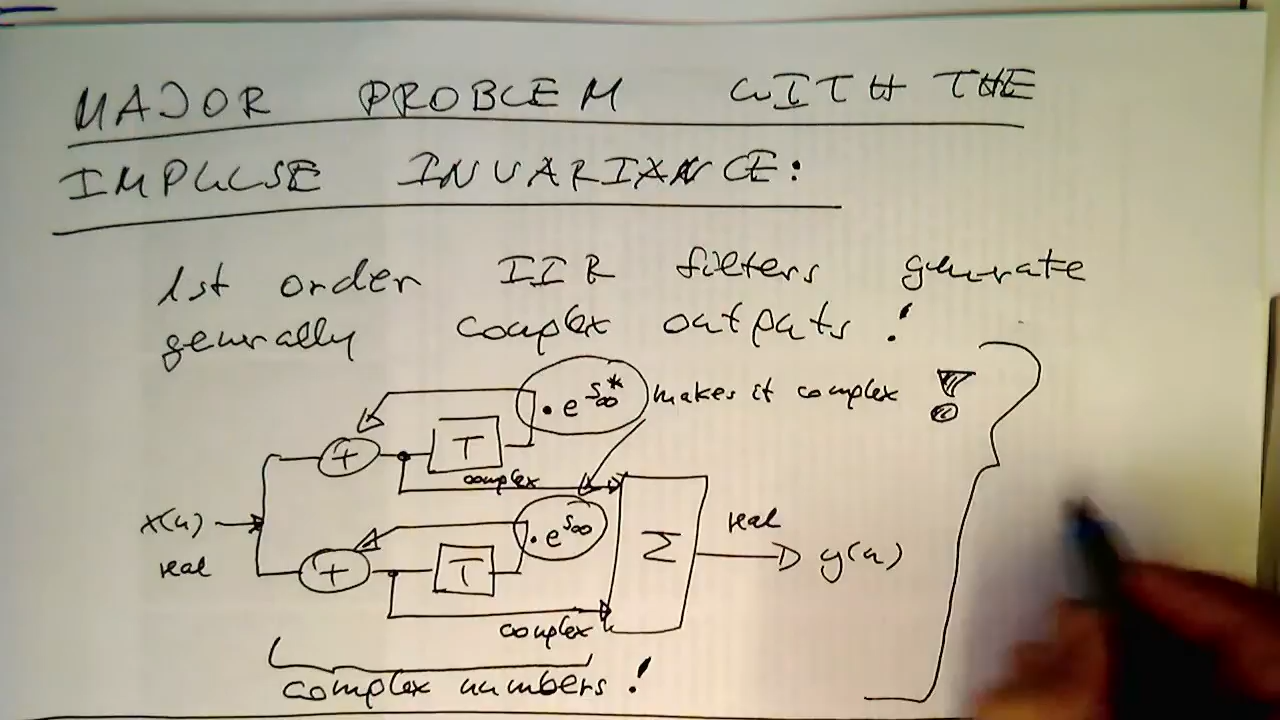 MAJOR PROBLEM WITH THE
IMPULSE INVARIANCE:
1st order IIR filters generate
generally complex outputs!
· e^{s∞*} makes it complex !
+ T
complex
x(n) real
· e^{s∞}
+ T
complex
Σ
real
y(n)
complex numbers!